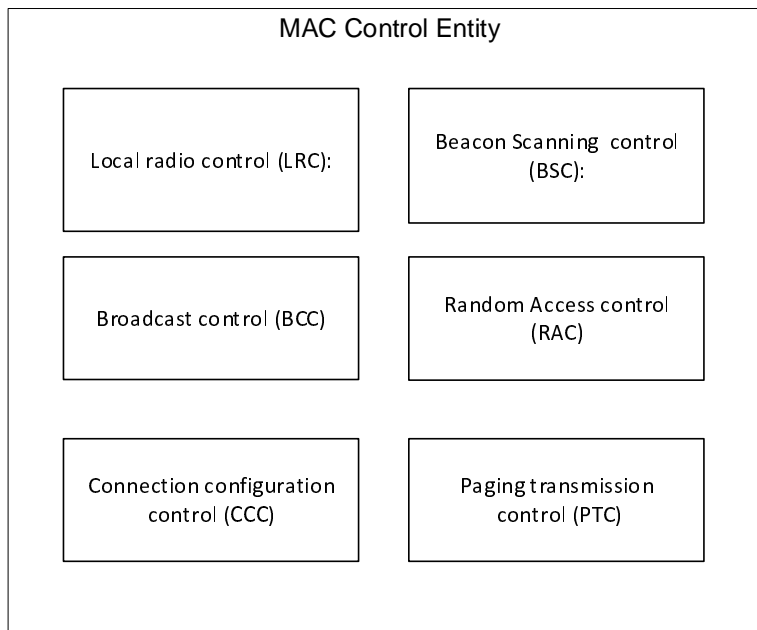 MAC Control Entity
Local radio control (LRC):
Beacon Scanning control
(BSC):
Broadcast control (BCC)
Random Access control
(RAC)
Connection configuration
control (CCC)
Paging transmission
control (PTC)